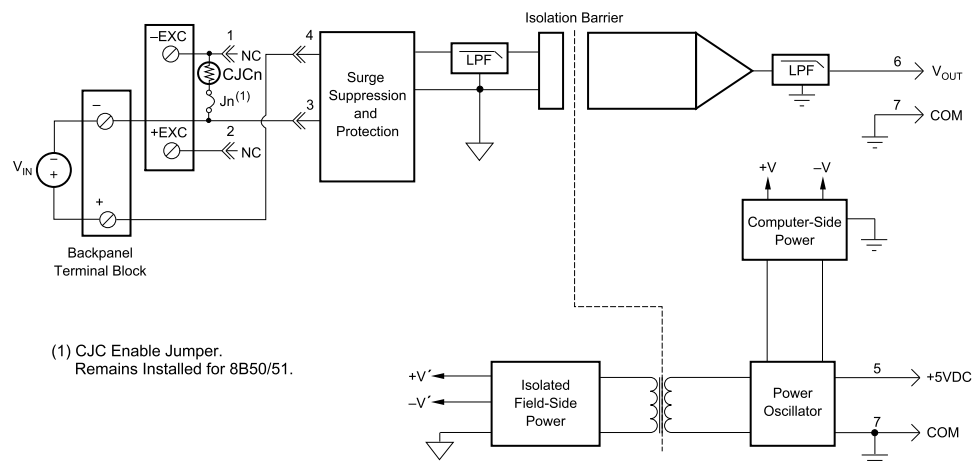 Isolation Barrier
–EXC
1
NC
4
CJCn
Jn(1)
Surge
Suppression
and
Protection
LPF
LPF
6
VOUT
7
COM
–
+EXC
3
2
NC
VIN
–
+
+
Backpanel
Terminal Block
+V
–V
Computer-Side
Power
(1) CJC Enable Jumper.
Remains Installed for 8B50/51.
+V´
–V´
Isolated
Field-Side
Power
Power
Oscillator
5
+5VDC
7
COM